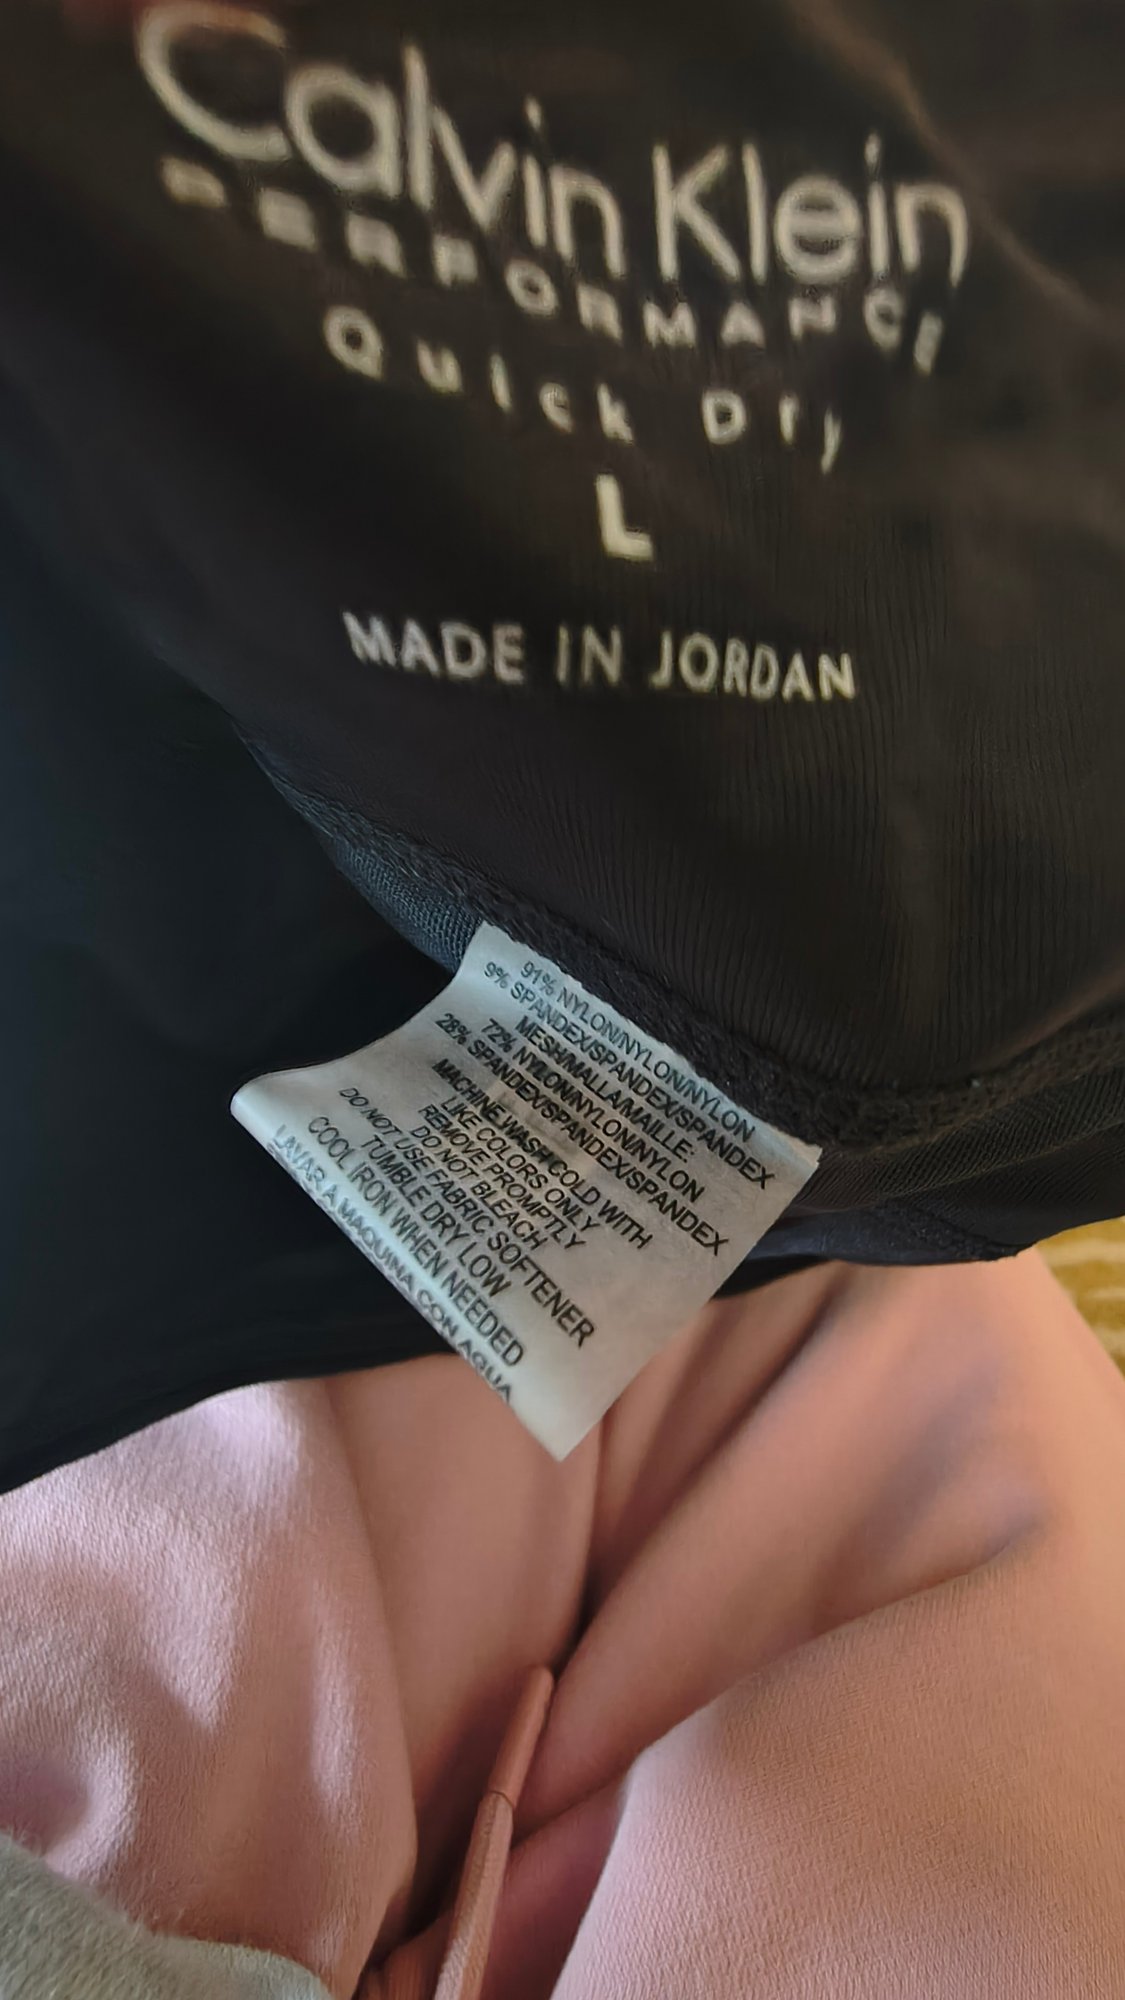 Calvin Klein
PERFORMANCE
Quick Dry
L
MADE IN JORDAN
91% NYLON/NYLON/NYLON
9% SPANDEX/SPANDEX/SPANDEX
MESH/MALLA/MAILLE:
72% NYLON/NYLON/NYLON
28% SPANDEX/SPANDEX/SPANDEX
MACHINE WASH COLD WITH
LIKE COLORS ONLY
REMOVE PROMPTLY
DO NOT BLEACH
DO NOT USE FABRIC SOFTENER
TUMBLE DRY LOW
COOL IRON WHEN NEEDED
LAVAR A MAQUINA CON AGUA